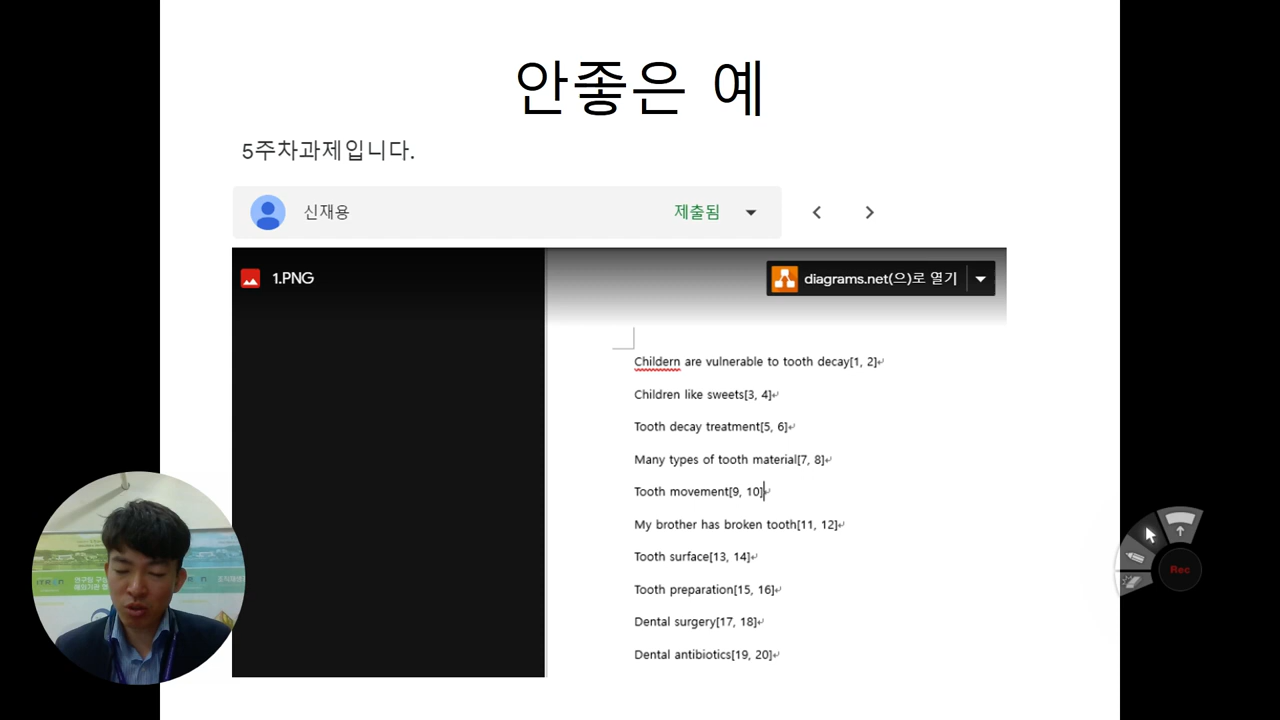 안좋은 예
5주차과제입니다.
신재용
제출됨
1.PNG
diagrams.net(으)로 열기
Childern are vulnerable to tooth decay[1, 2]
Children like sweets[3, 4]
Tooth decay treatment[5, 6]
Many types of tooth material[7, 8]
Tooth movement[9, 10]
My brother has broken tooth[11, 12]
Tooth surface[13, 14]
Tooth preparation[15, 16]
Dental surgery[17, 18]
Dental antibiotics[19, 20]
Rec